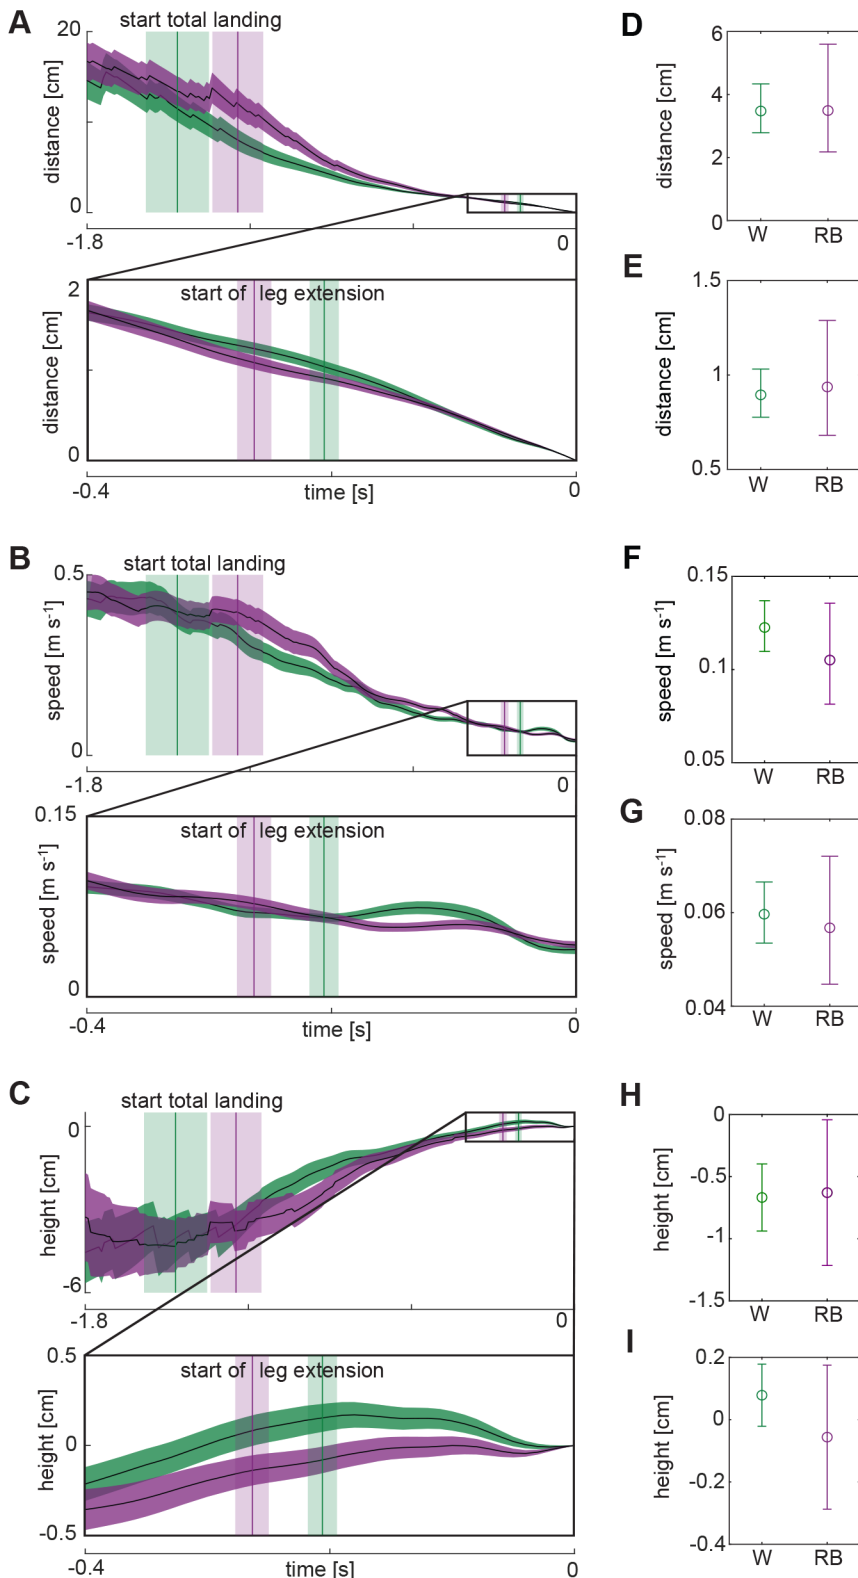 A
start total landing
20
distance [cm]
0
-1.8
0
start of leg extension
2
distance [cm]
0
-0.4
time [s]
0
D
6
4
2
0
distance [cm]
W
RB
E
1.5
1
0.5
distance [cm]
W
RB
B
start total landing
0.5
speed [m s-1]
0
-1.8
0
0.15
start of leg extension
speed [m s-1]
0
-0.4
time [s]
0
F
0.15
0.1
0.05
speed [m s-1]
W
RB
G
0.08
0.06
0.04
speed [m s-1]
W
RB
C
start total landing
0
height [cm]
-6
-1.8
0
0.5
start of leg extension
0
height [cm]
-0.5
-0.4
time [s]
0
H
0
-0.5
-1
-1.5
height [cm]
W
RB
I
0.2
0
-0.2
-0.4
height [cm]
W
RB